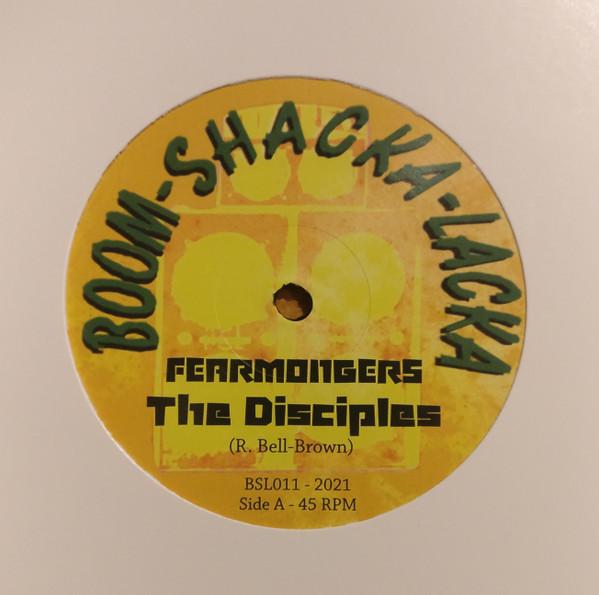 BOOM-SHACKA-LACKA
FEARMONGERS
The Disciples
(R. Bell-Brown)
BSL011 - 2021
Side A - 45 RPM